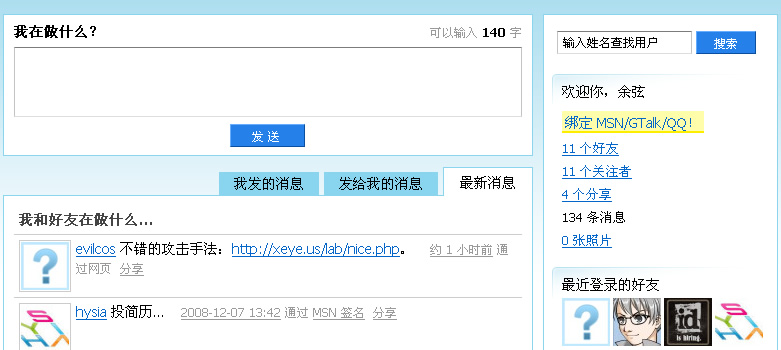 我在做什么？ 可以输入 140 字
发 送
我发的消息 发给我的消息 最新消息
我和好友在做什么...
evilcos 不错的攻击手法：http://xeye.us/lab/nice.php。 约 1 小时前 通
过网页 分享
hysia 投简历... 2008-12-07 13:42 通过 MSN 签名 分享
输入姓名查找用户 搜索
欢迎你，余弦
绑定 MSN/GTalk/QQ！
11 个好友
11 个关注者
4 个分享
134 条消息
0 张照片
最近登录的好友
id
is hiring.